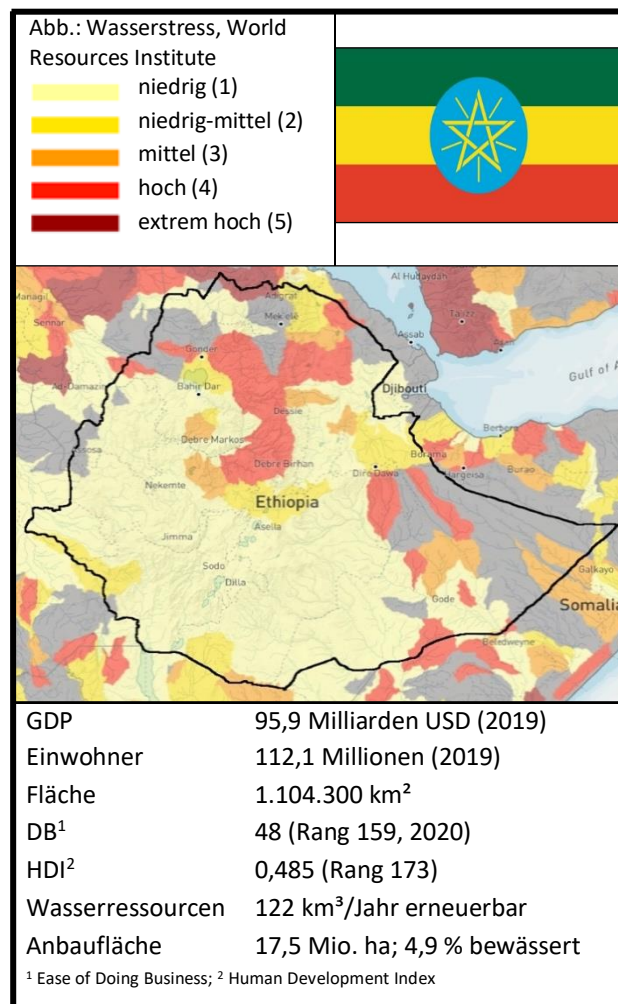 Abb.: Wasserstress, World
Resources Institute
niedrig (1)
niedrig-mittel (2)
mittel (3)
hoch (4)
extrem hoch (5)
Al Hudaydah
Managil
Sennar
Adigrat
Mek'elē
Taizz
Assab
Gonder
Gulf of A
Ad-Damazin
Bahir Dar
Djibouti
Dessie
Berbera
Debre Markos
Borama
Hargeisa
Burao
Debre Birhan
Dire Dawa
Nekemte
Ethiopia
Asella
Jimma
Galkayo
Sodo
Dilla
Gode
Somalia
Beledweyne
GDP 95,9 Milliarden USD (2019)
Einwohner 112,1 Millionen (2019)
Fläche 1.104.300 km²
DB¹ 48 (Rang 159, 2020)
HDI² 0,485 (Rang 173)
Wasserressourcen 122 km³/Jahr erneuerbar
Anbaufläche 17,5 Mio. ha; 4,9 % bewässert
¹ Ease of Doing Business; ² Human Development Index